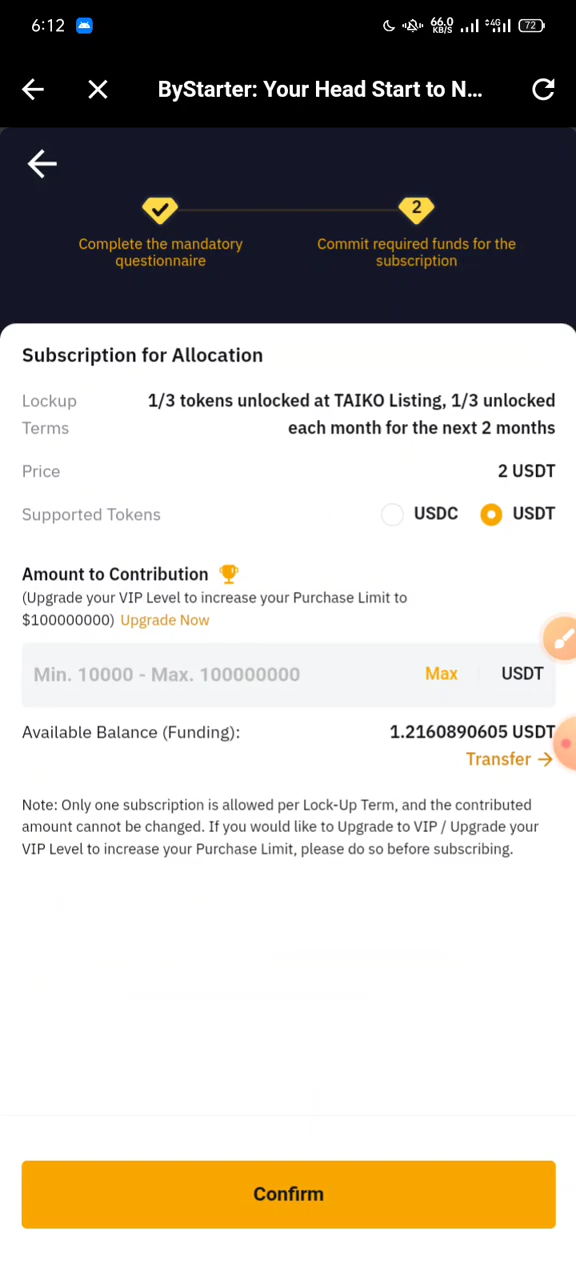 6:12
66.0
KB/S
4G
72
ByStarter: Your Head Start to N...
2
Complete the mandatory
questionnaire
Commit required funds for the
subscription
Subscription for Allocation
Lockup
Terms
1/3 tokens unlocked at TAIKO Listing, 1/3 unlocked
each month for the next 2 months
Price
2 USDT
Supported Tokens
USDC
USDT
Amount to Contribution
(Upgrade your VIP Level to increase your Purchase Limit to
$100000000) Upgrade Now
Min. 10000 - Max. 100000000
Max
USDT
Available Balance (Funding):
1.2160890605 USDT
Transfer →
Note: Only one subscription is allowed per Lock-Up Term, and the contributed
amount cannot be changed. If you would like to Upgrade to VIP / Upgrade your
VIP Level to increase your Purchase Limit, please do so before subscribing.
Confirm